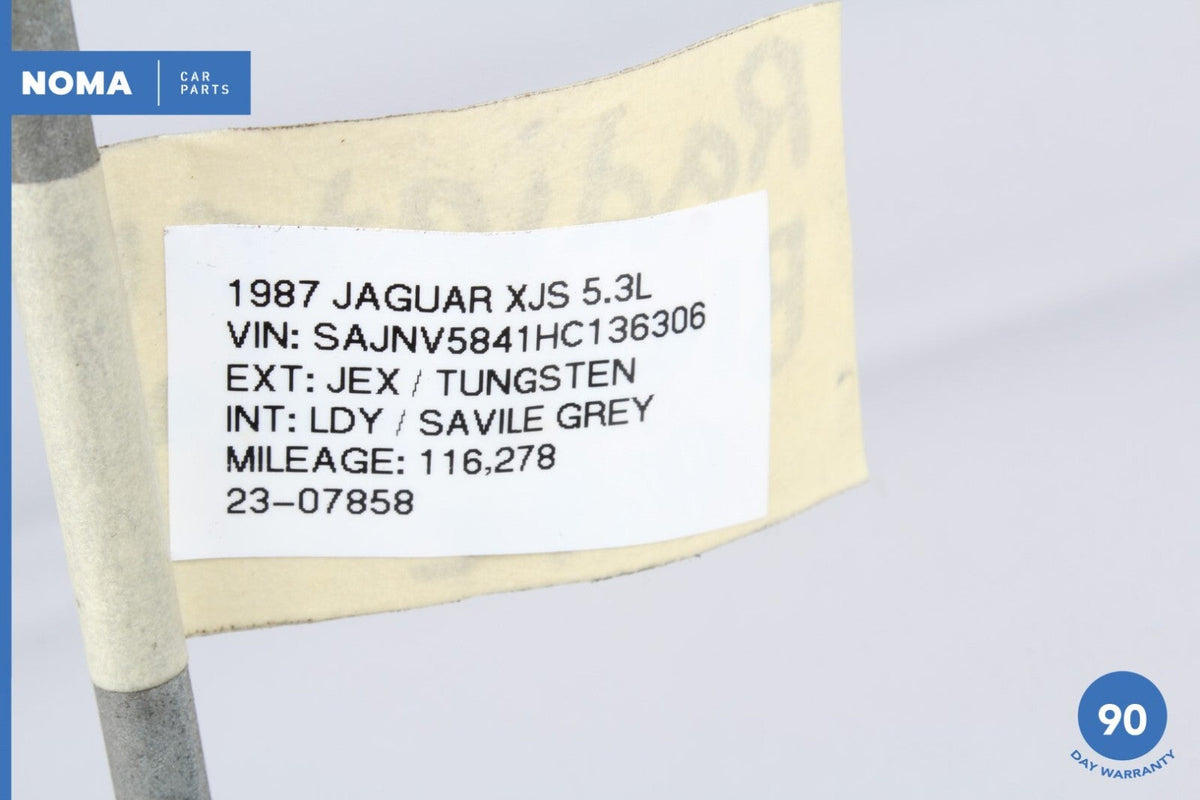 NOMA
CAR
PARTS
1987 JAGUAR XJS 5.3L
VIN: SAJNV5841HC136306
EXT: JEX / TUNGSTEN
INT: LDY / SAVILE GREY
MILEAGE: 116,278
23-07858
90
DAY WARRANTY